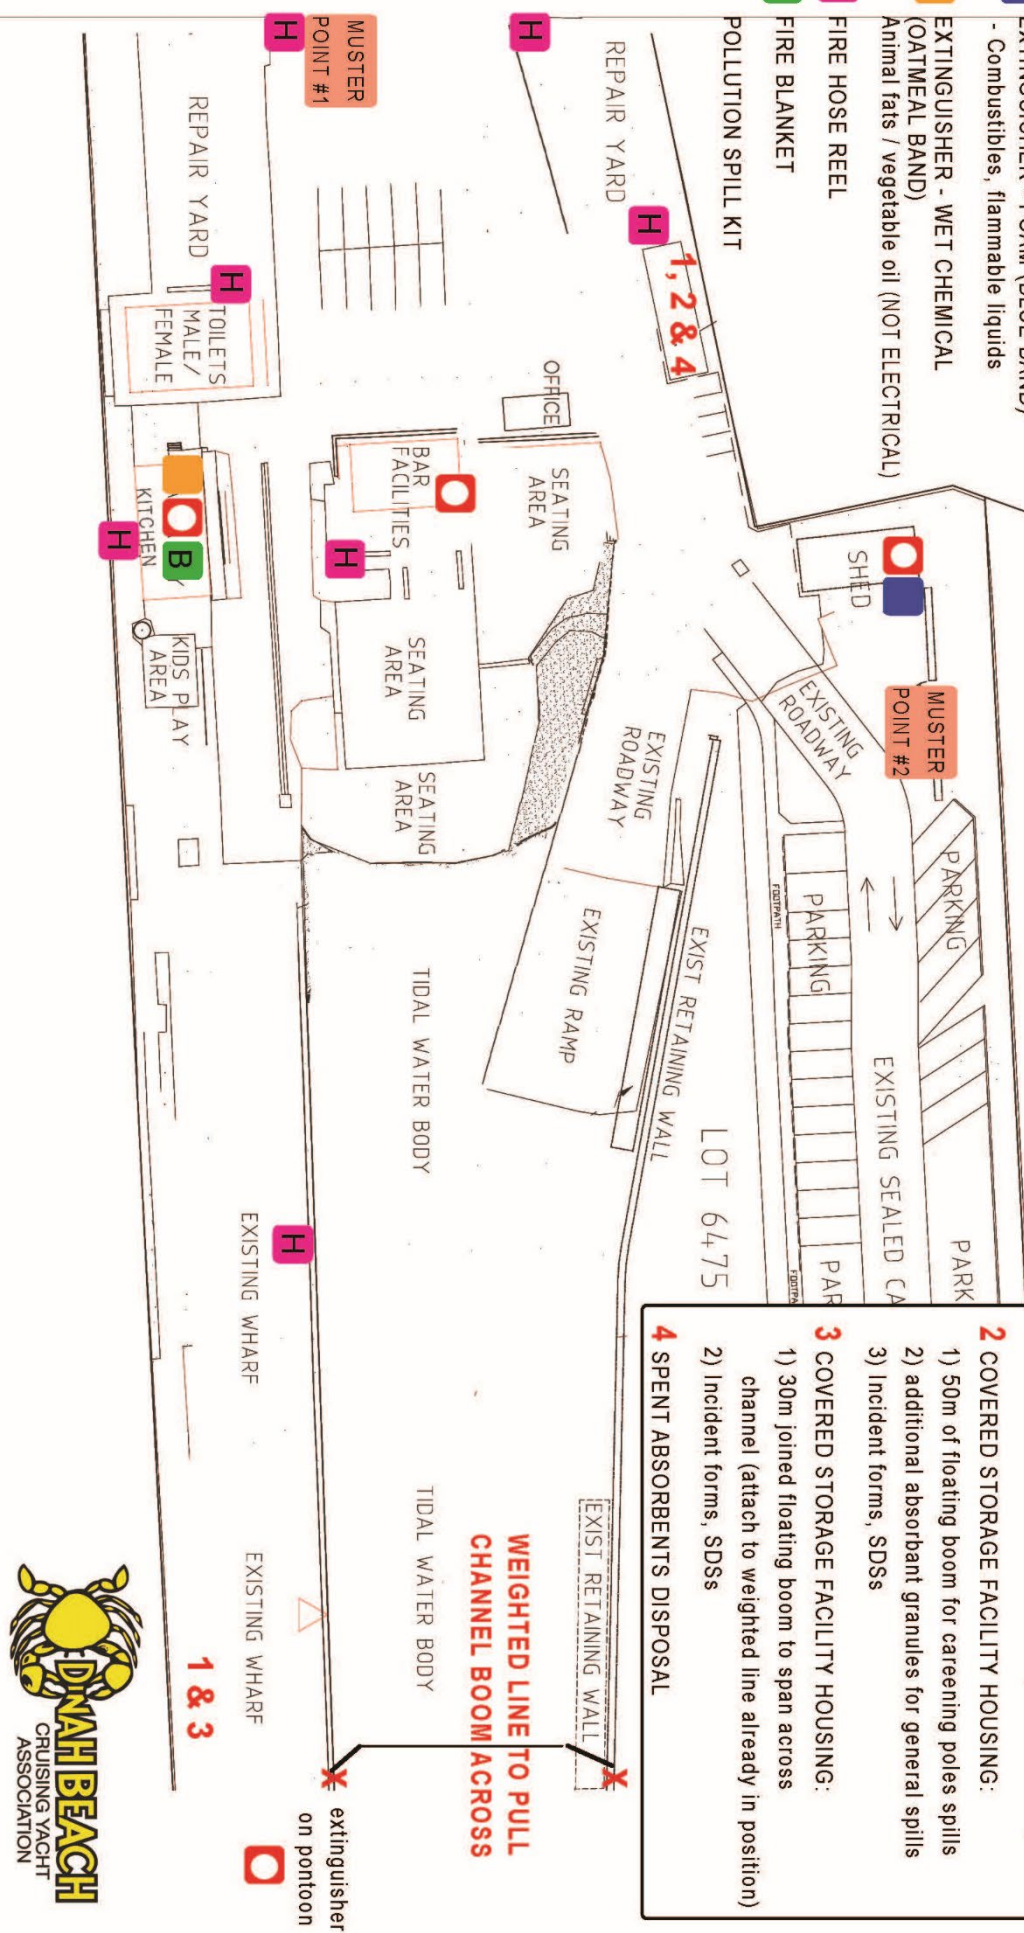 EXTINGUISHER - FOAM (BLUE BAND)
- Combustibles, flammable liquids
EXTINGUISHER - WET CHEMICAL
(OATMEAL BAND)
Animal fats / vegetable oil (NOT ELECTRICAL)
FIRE HOSE REEL
FIRE BLANKET
POLLUTION SPILL KIT
2 COVERED STORAGE FACILITY HOUSING:
1) 50m of floating boom for careening poles spills
2) additional absorbant granules for general spills
3) Incident forms, SDSs
3 COVERED STORAGE FACILITY HOUSING:
1) 30m joined floating boom to span across
channel (attach to weighted line already in position)
2) Incident forms, SDSs
4 SPENT ABSORBENTS DISPOSAL
MUSTER
POINT #2
SHED
EXISTING
ROADWAY
PARKING
PARK
EXISTING SEALED CA
PARKING
PAR
FOOTPATH
FOOTPA
LOT 6475
H
1, 2 & 4
REPAIR YARD
H
OFFICE
SEATING
AREA
EXISTING
ROADWAY
EXIST RETAINING WALL
EXISTING RAMP
EXIST RETAINING WALL
X
WEIGHTED LINE TO PULL
CHANNEL BOOM ACROSS
MUSTER
POINT #1
H
BAR
FACILITIES
H
SEATING
AREA
SEATING
AREA
TIDAL WATER BODY
TIDAL WATER BODY
X
extinguisher
on pontoon
H
REPAIR YARD
H
TOILETS
MALE/
FEMALE
B
KITCHEN
H
KIDS PLAY
AREA
EXISTING WHARF
EXISTING WHARF
1 & 3
DINAH BEACH
CRUISING YACHT
ASSOCIATION